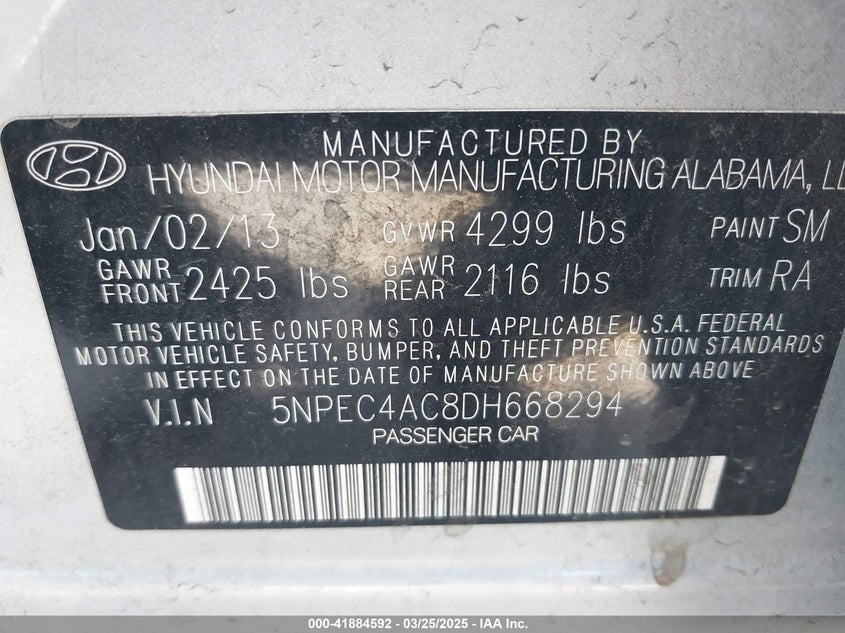 MANUFACTURED BY
HYUNDAI MOTOR MANUFACTURING ALABAMA, LL
Jan/02/13 GVWR 4299 lbs PAINT SM
GAWR FRONT 2425 lbs GAWR REAR 2116 lbs TRIM RA
THIS VEHICLE CONFORMS TO ALL APPLICABLE U.S.A. FEDERAL
MOTOR VEHICLE SAFETY, BUMPER, AND THEFT PREVENTION STANDARDS
IN EFFECT ON THE DATE OF MANUFACTURE SHOWN ABOVE
V.I.N 5NPEC4AC8DH668294
PASSENGER CAR
000-41884592 - 03/25/2025 - IAA Inc.